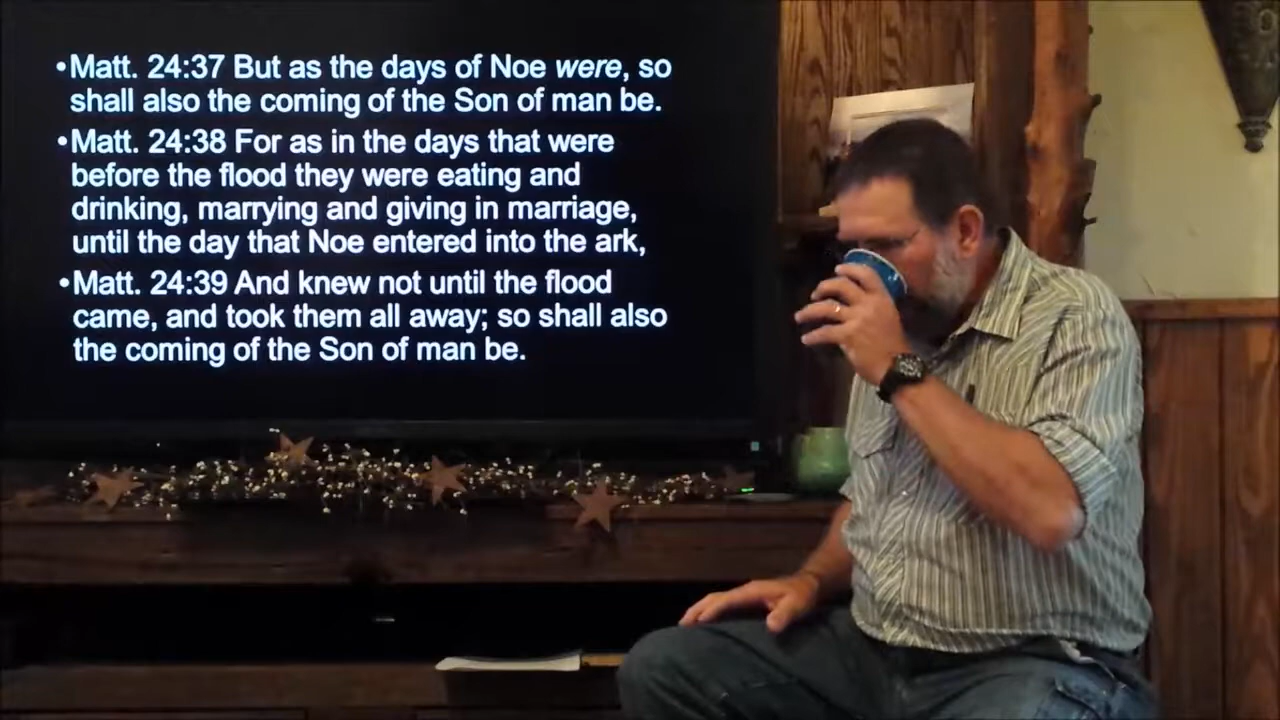 •Matt. 24:37 But as the days of Noe were, so
shall also the coming of the Son of man be.
•Matt. 24:38 For as in the days that were
before the flood they were eating and
drinking, marrying and giving in marriage,
until the day that Noe entered into the ark,
•Matt. 24:39 And knew not until the flood
came, and took them all away; so shall also
the coming of the Son of man be.